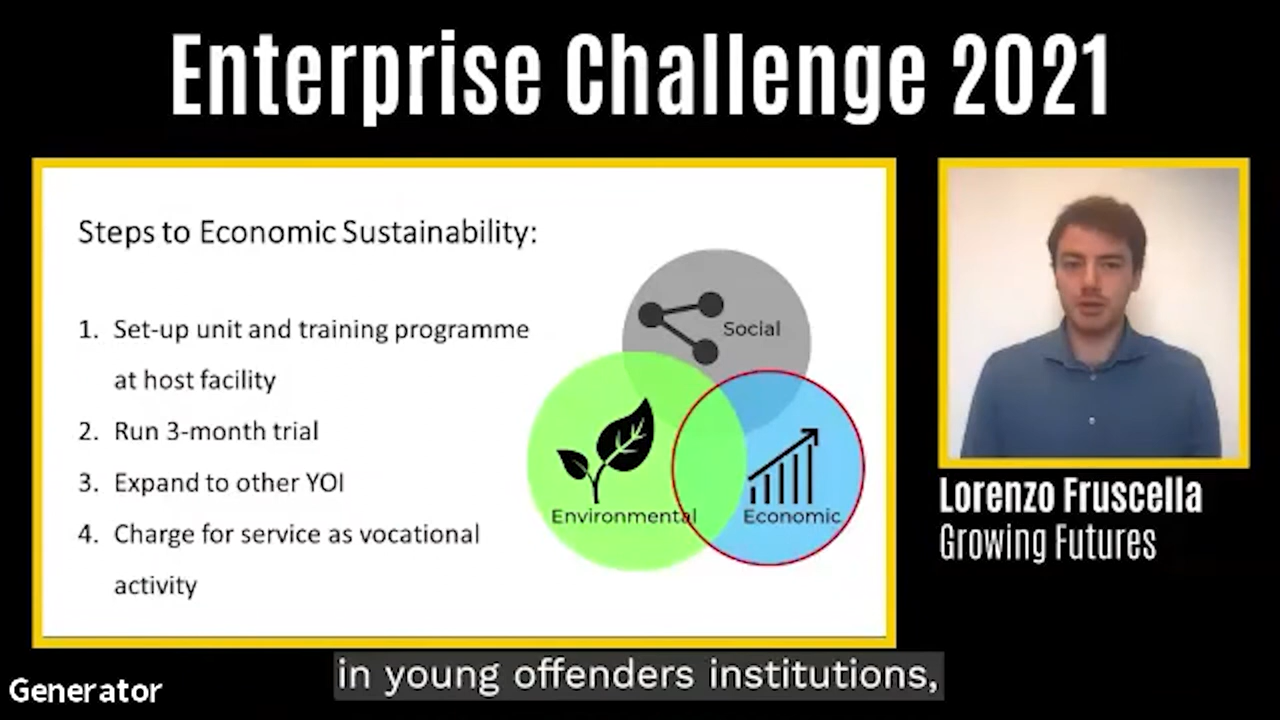 Enterprise Challenge 2021
Steps to Economic Sustainability:
1. Set-up unit and training programme
at host facility
2. Run 3-month trial
3. Expand to other YOI
4. Charge for service as vocational
activity
Social
Environmental
Economic
Lorenzo Fruscella
Growing Futures
in young offenders institutions,
Generator